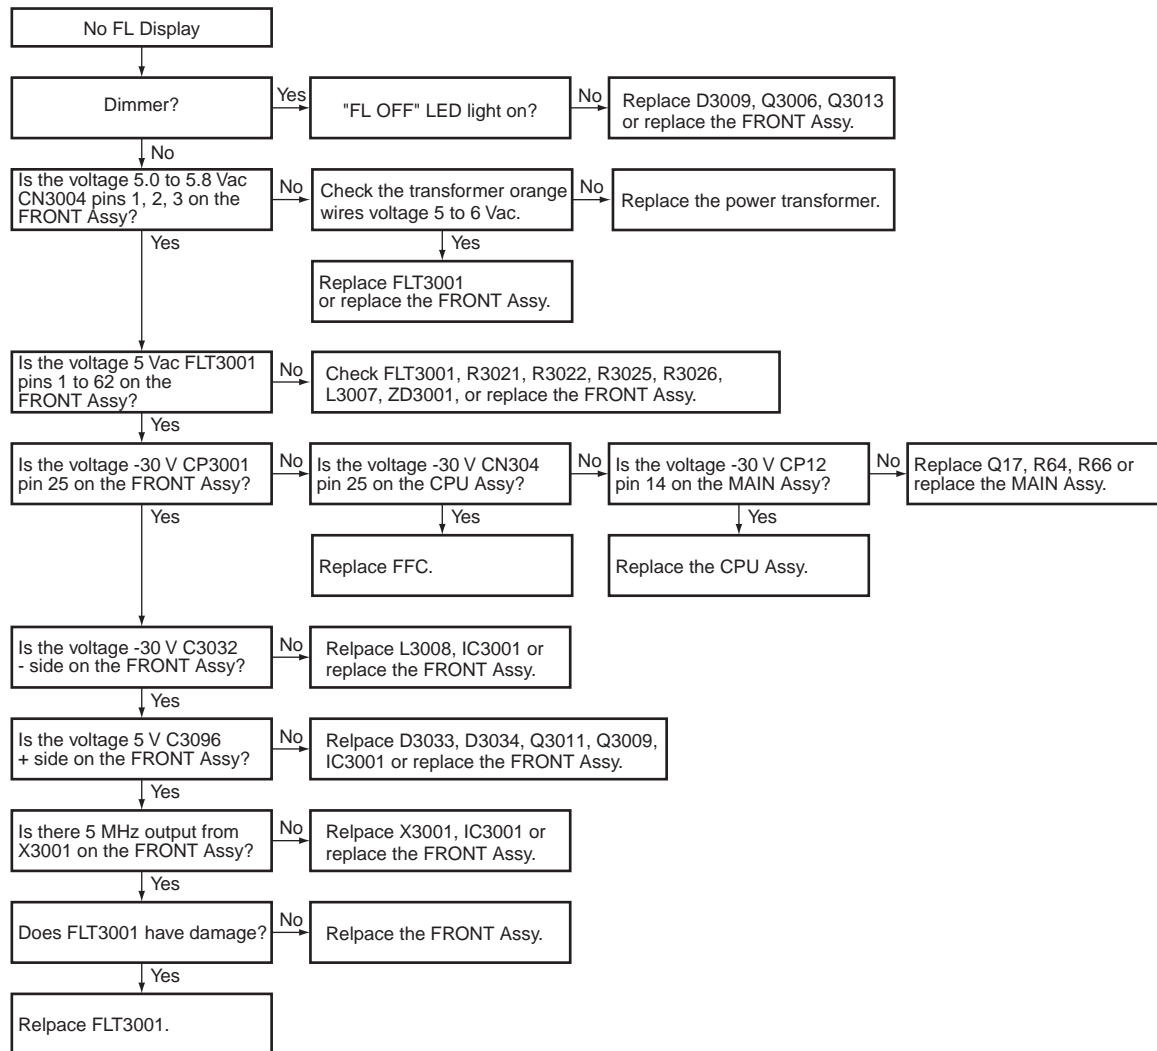 No FL Display
Dimmer?
Yes
"FL OFF" LED light on?
No
Replace D3009, Q3006, Q3013
or replace the FRONT Assy.
No
Is the voltage 5.0 to 5.8 Vac
CN3004 pins 1, 2, 3 on the
FRONT Assy?
No
Check the transformer orange
wires voltage 5 to 6 Vac.
No
Replace the power transformer.
Yes
Yes
Replace FLT3001
or replace the FRONT Assy.
Is the voltage 5 Vac FLT3001
pins 1 to 62 on the
FRONT Assy?
No
Check FLT3001, R3021, R3022, R3025, R3026,
L3007, ZD3001, or replace the FRONT Assy.
Yes
Is the voltage -30 V CP3001
pin 25 on the FRONT Assy?
No
Is the voltage -30 V CN304
pin 25 on the CPU Assy?
No
Is the voltage -30 V CP12
pin 14 on the MAIN Assy?
No
Replace Q17, R64, R66 or
replace the MAIN Assy.
Yes
Yes
Yes
Replace FFC.
Replace the CPU Assy.
Is the voltage -30 V C3032
- side on the FRONT Assy?
No
Relpace L3008, IC3001 or
replace the FRONT Assy.
Yes
Is the voltage 5 V C3096
+ side on the FRONT Assy?
No
Relpace D3033, D3034, Q3011, Q3009,
IC3001 or replace the FRONT Assy.
Yes
Is there 5 MHz output from
X3001 on the FRONT Assy?
No
Relpace X3001, IC3001 or
replace the FRONT Assy.
Yes
Does FLT3001 have damage?
No
Relpace the FRONT Assy.
Yes
Relpace FLT3001.